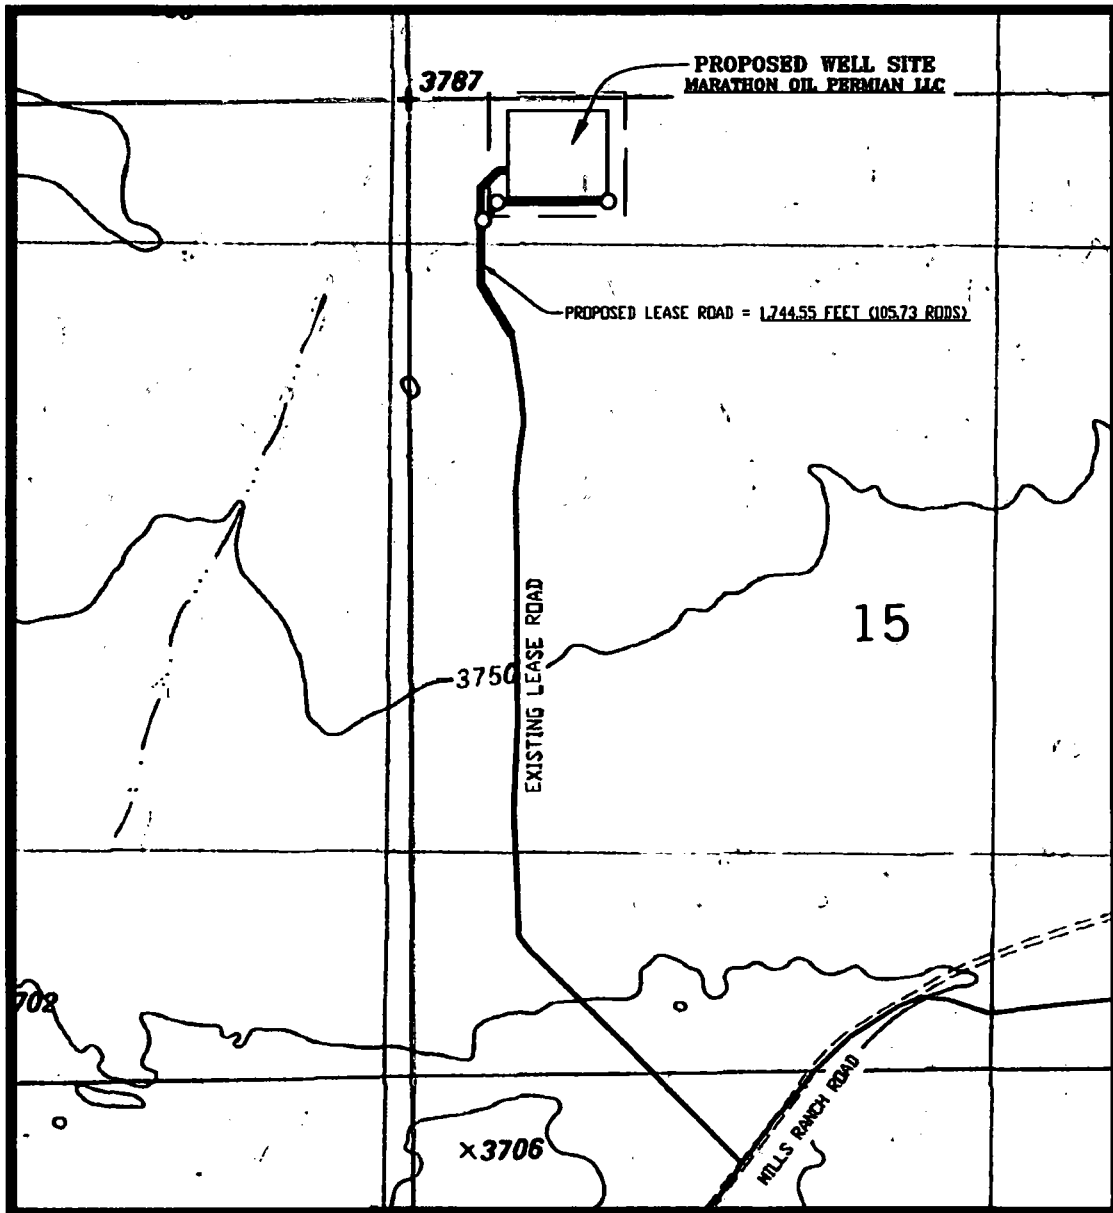 3787
PROPOSED WELL SITE
MARATHON OIL PERMIAN LLC
PROPOSED LEASE ROAD = 1,744.55 FEET (105.73 RODS)
15
3750
EXISTING LEASE ROAD
702
MILLS RANCH ROAD
×3706